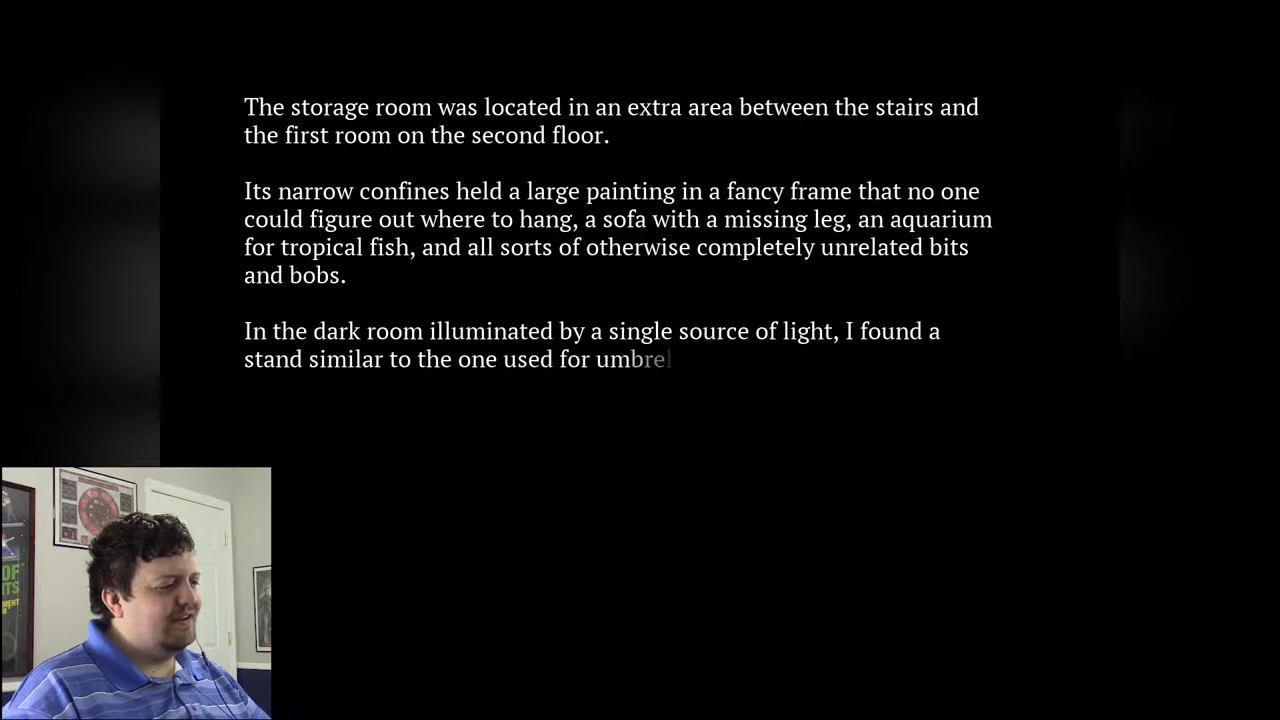 The storage room was located in an extra area between the stairs and
the first room on the second floor.
Its narrow confines held a large painting in a fancy frame that no one
could figure out where to hang, a sofa with a missing leg, an aquarium
for tropical fish, and all sorts of otherwise completely unrelated bits
and bobs.
In the dark room illuminated by a single source of light, I found a
stand similar to the one used for umbrel
OF